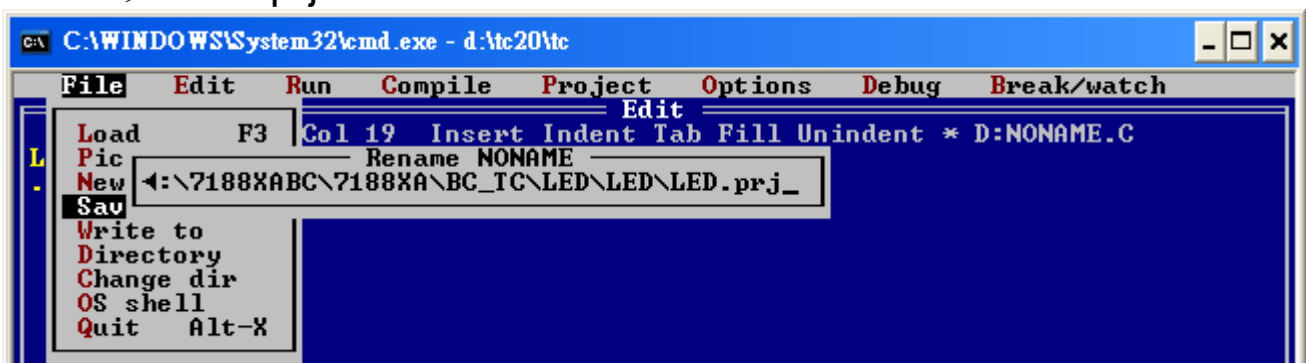 C:\WINDOWS\System32\cmd.exe - d:\tc20\tc
File Edit Run Compile Project Options Debug Break/watch
Edit
Load F3 Col 19 Insert Indent Tab Fill Unindent * D:NONAME.C
L Pic Rename NONAME
. New ◄:\7188XABC\7188XA\BC_TC\LED\LED\LED.prj_
Sav
Write to
Directory
Change dir
OS shell
Quit Alt-X